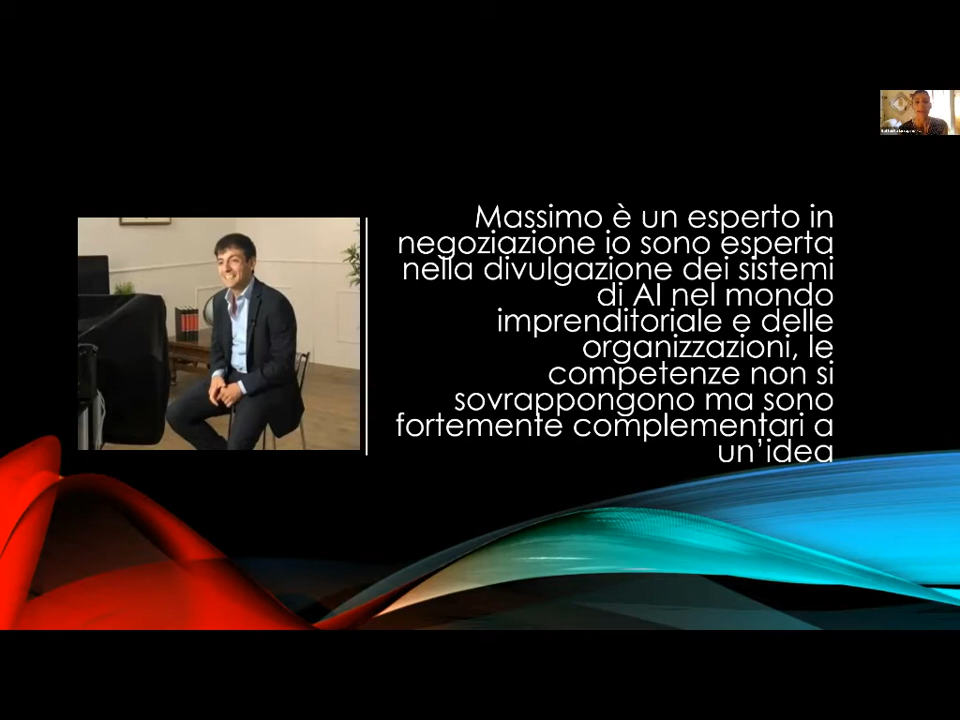 Massimo è un esperto in
negoziazione io sono esperta
nella divulgazione dei sistemi
di AI nel mondo
imprenditoriale e delle
organizzazioni, le
competenze non si
sovrappongono ma sono
fortemente complementari a
un'idea